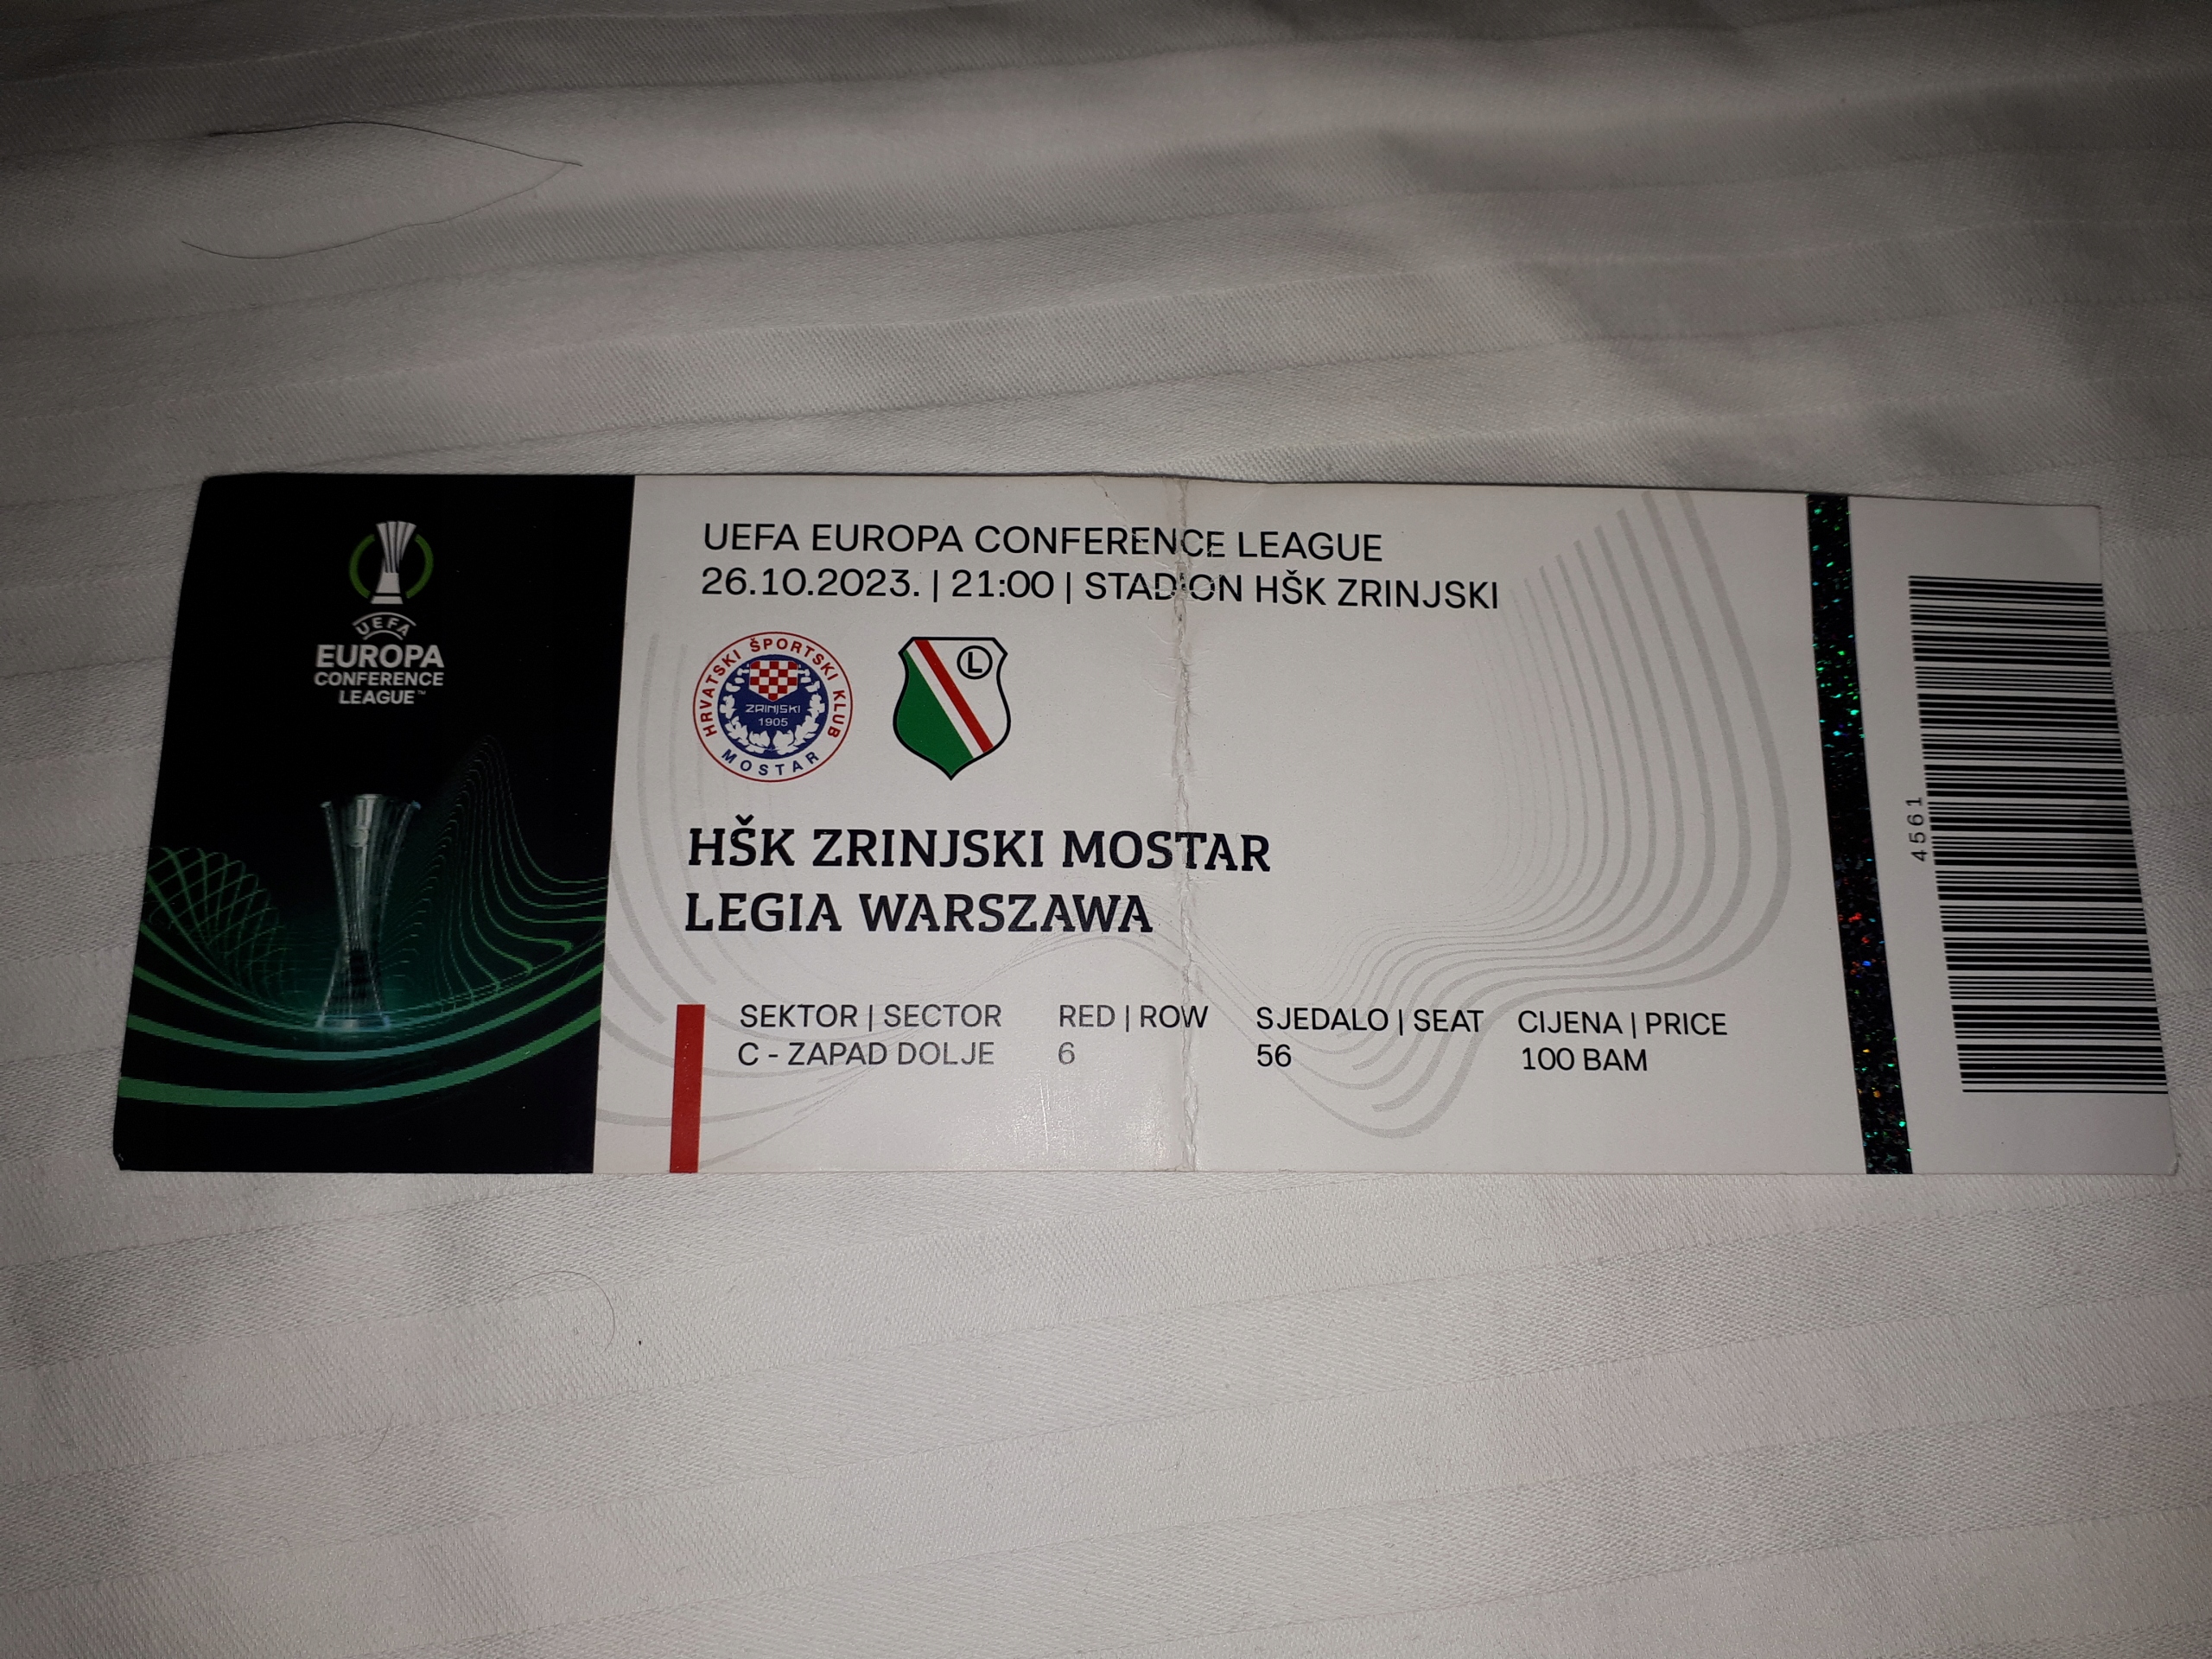 UEFA
EUROPA
CONFERENCE
LEAGUE™
UEFA EUROPA CONFERENCE LEAGUE
26.10.2023. | 21:00 | STADION HŠK ZRINJSKI
HRVATSKI ŠPORTSKI KLUB
ZRINJSKI
1905
MOSTAR
L
HŠK ZRINJSKI MOSTAR
LEGIA WARSZAWA
SEKTOR | SECTOR RED | ROW SJEDALO | SEAT CIJENA | PRICE
C - ZAPAD DOLJE 6 56 100 BAM
4561